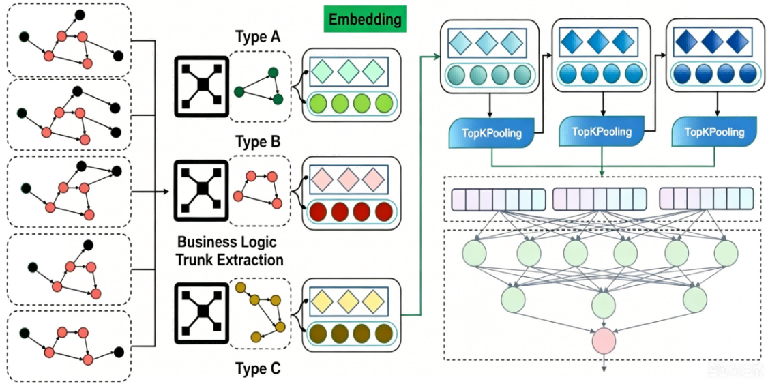 Type A
Embedding
Type B
Business Logic
Trunk Extraction
Type C
TopKPooling
TopKPooling
TopKPooling